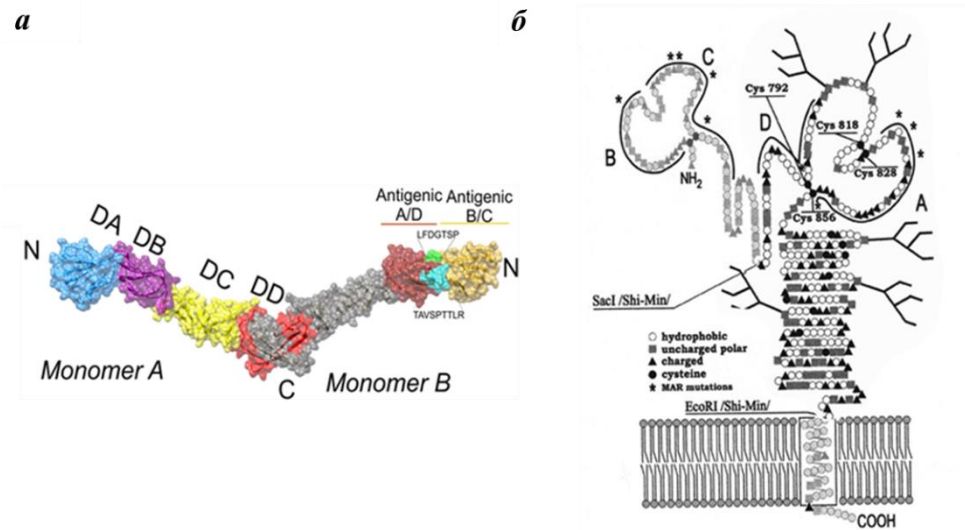 а
б
Antigenic
A/D
Antigenic
B/C
LFDGTSP
TAVSPTTLR
N
DA
DB
DC
DD
N
C
Monomer A
Monomer B
C
B
NH2
D
A
Cys 792
Cys 818
Cys 828
Cys 856
SacI /Shi-Min/
hydrophobic
uncharged polar
charged
cysteine
MAR mutations
EcoRI /Shi-Min/
COOH